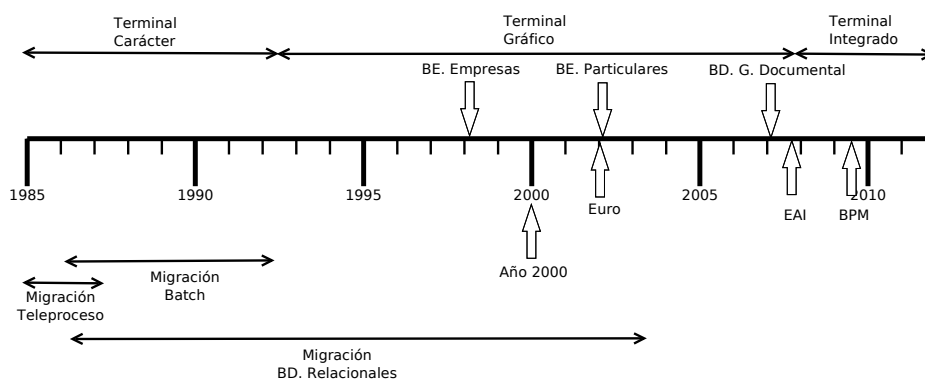 Terminal
Carácter
Terminal
Gráfico
Terminal
Integrado
BE. Empresas
BE. Particulares
BD. G. Documental
1985
1990
1995
2000
2005
2010
Euro
EAI
BPM
Año 2000
Migración
Batch
Migración
Teleproceso
Migración
BD. Relacionales